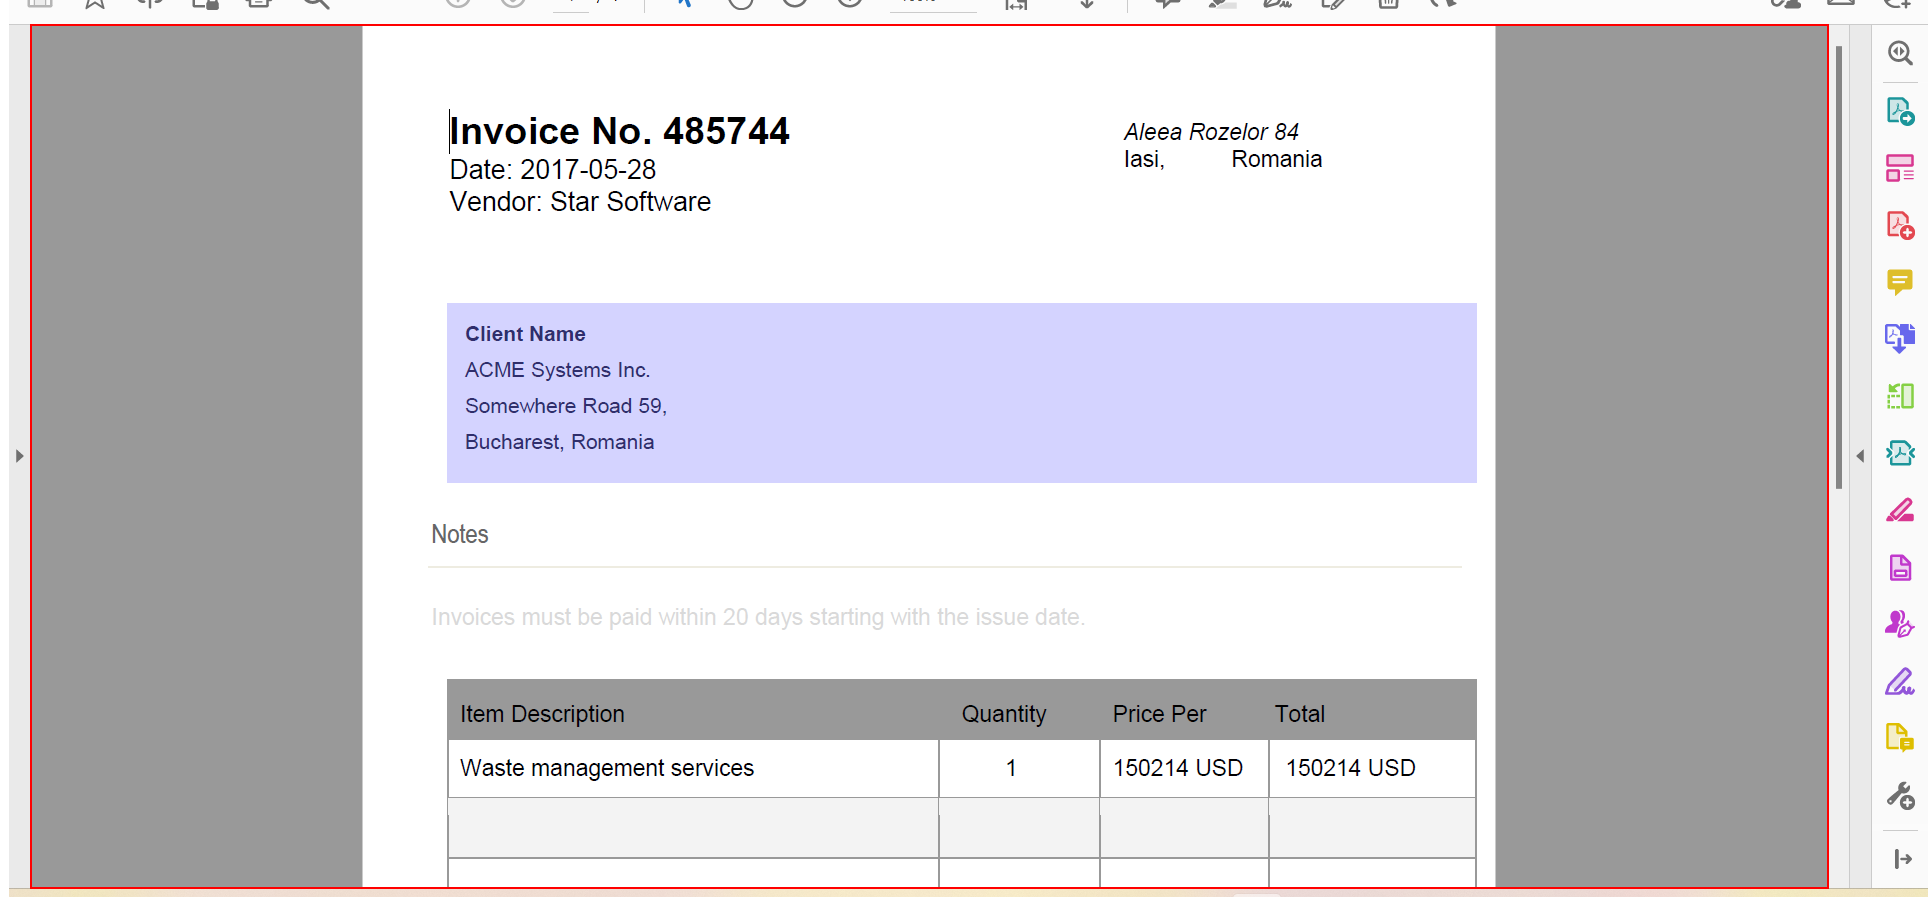 Invoice No. 485744
Date: 2017-05-28
Vendor: Star Software
Aleea Rozelor 84
Iasi, Romania
Client Name
ACME Systems Inc.
Somewhere Road 59,
Bucharest, Romania
Notes
Invoices must be paid within 20 days starting with the issue date.
Item Description Quantity Price Per Total
Waste management services 1 150214 USD 150214 USD